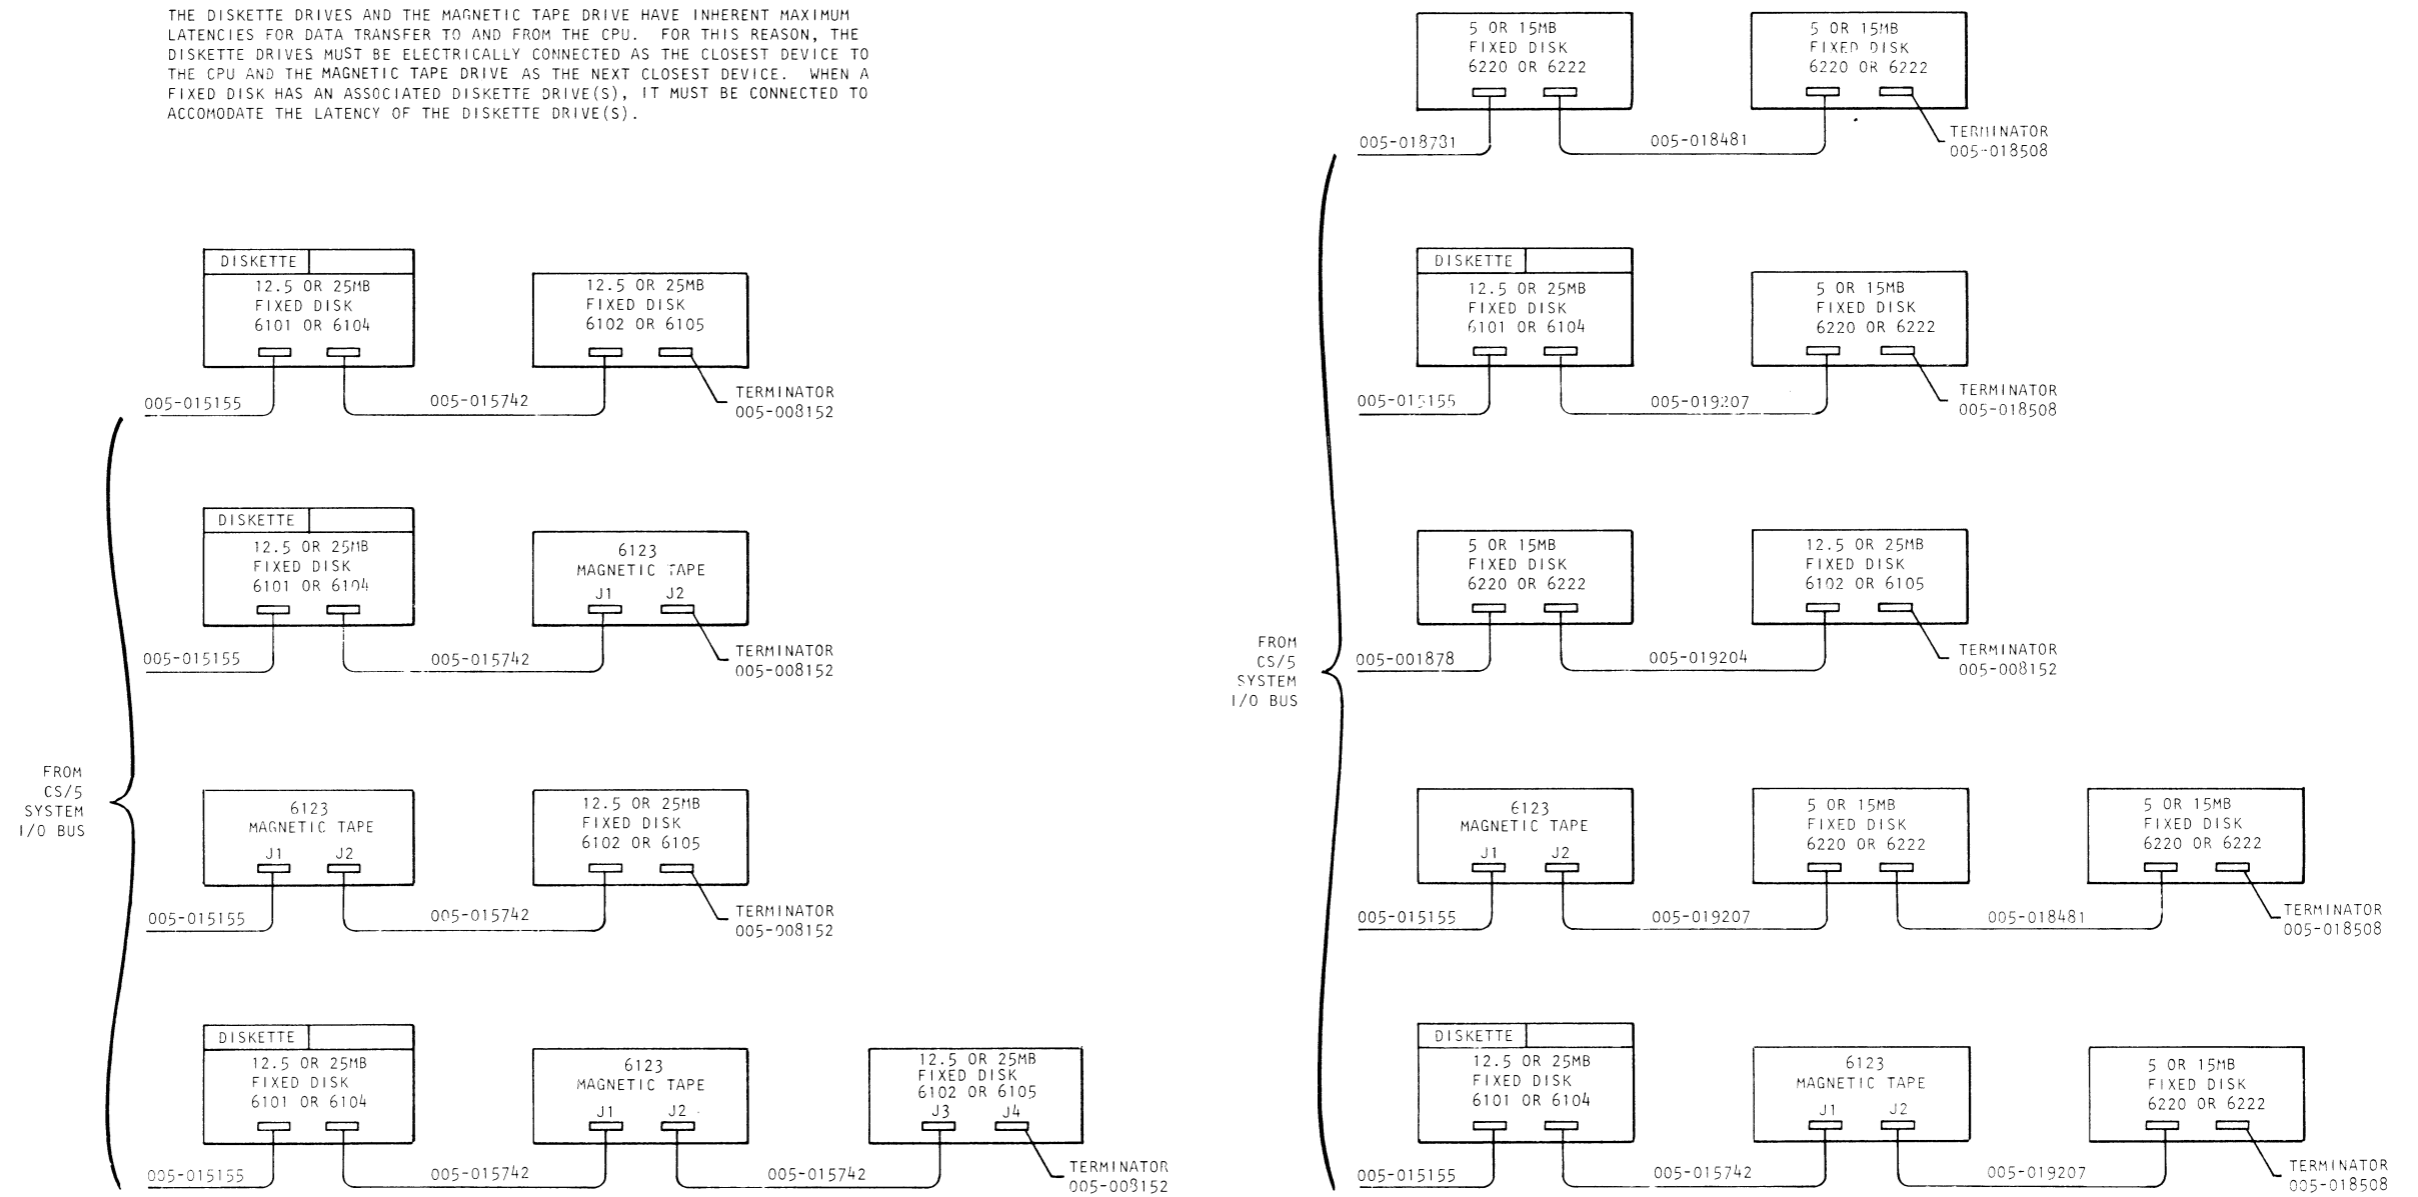 THE DISKETTE DRIVES AND THE MAGNETIC TAPE DRIVE HAVE INHERENT MAXIMUM
LATENCIES FOR DATA TRANSFER TO AND FROM THE CPU. FOR THIS REASON, THE
DISKETTE DRIVES MUST BE ELECTRICALLY CONNECTED AS THE CLOSEST DEVICE TO
THE CPU AND THE MAGNETIC TAPE DRIVE AS THE NEXT CLOSEST DEVICE. WHEN A
FIXED DISK HAS AN ASSOCIATED DISKETTE DRIVE(S), IT MUST BE CONNECTED TO
ACCOMODATE THE LATENCY OF THE DISKETTE DRIVE(S).
FROM
CS/5
SYSTEM
I/O BUS
DISKETTE
12.5 OR 25MB
FIXED DISK
6101 OR 6104
12.5 OR 25MB
FIXED DISK
6102 OR 6105
005-015155
005-015742
TERMINATOR
005-008152
DISKETTE
12.5 OR 25MB
FIXED DISK
6101 OR 6104
6123
MAGNETIC TAPE
J1 J2
005-015155
005-015742
TERMINATOR
005-008152
6123
MAGNETIC TAPE
J1 J2
12.5 OR 25MB
FIXED DISK
6102 OR 6105
005-015155
005-015742
TERMINATOR
005-008152
DISKETTE
12.5 OR 25MB
FIXED DISK
6101 OR 6104
6123
MAGNETIC TAPE
J1 J2
12.5 OR 25MB
FIXED DISK
6102 OR 6105
J3 J4
005-015155
005-015742
005-015742
TERMINATOR
005-008152
FROM
CS/5
SYSTEM
I/O BUS
5 OR 15MB
FIXED DISK
6220 OR 6222
5 OR 15MB
FIXED DISK
6220 OR 6222
005-018731
005-018481
TERMINATOR
005-018508
DISKETTE
12.5 OR 25MB
FIXED DISK
6101 OR 6104
5 OR 15MB
FIXED DISK
6220 OR 6222
005-015155
005-019207
TERMINATOR
005-018508
5 OR 15MB
FIXED DISK
6220 OR 6222
12.5 OR 25MB
FIXED DISK
6102 OR 6105
005-001878
005-019204
TERMINATOR
005-008152
6123
MAGNETIC TAPE
J1 J2
5 OR 15MB
FIXED DISK
6220 OR 6222
5 OR 15MB
FIXED DISK
6220 OR 6222
005-015155
005-019207
005-018481
TERMINATOR
005-018508
DISKETTE
12.5 OR 25MB
FIXED DISK
6101 OR 6104
6123
MAGNETIC TAPE
J1 J2
5 OR 15MB
FIXED DISK
6220 OR 6222
005-015155
005-015742
005-019207
TERMINATOR
005-018508